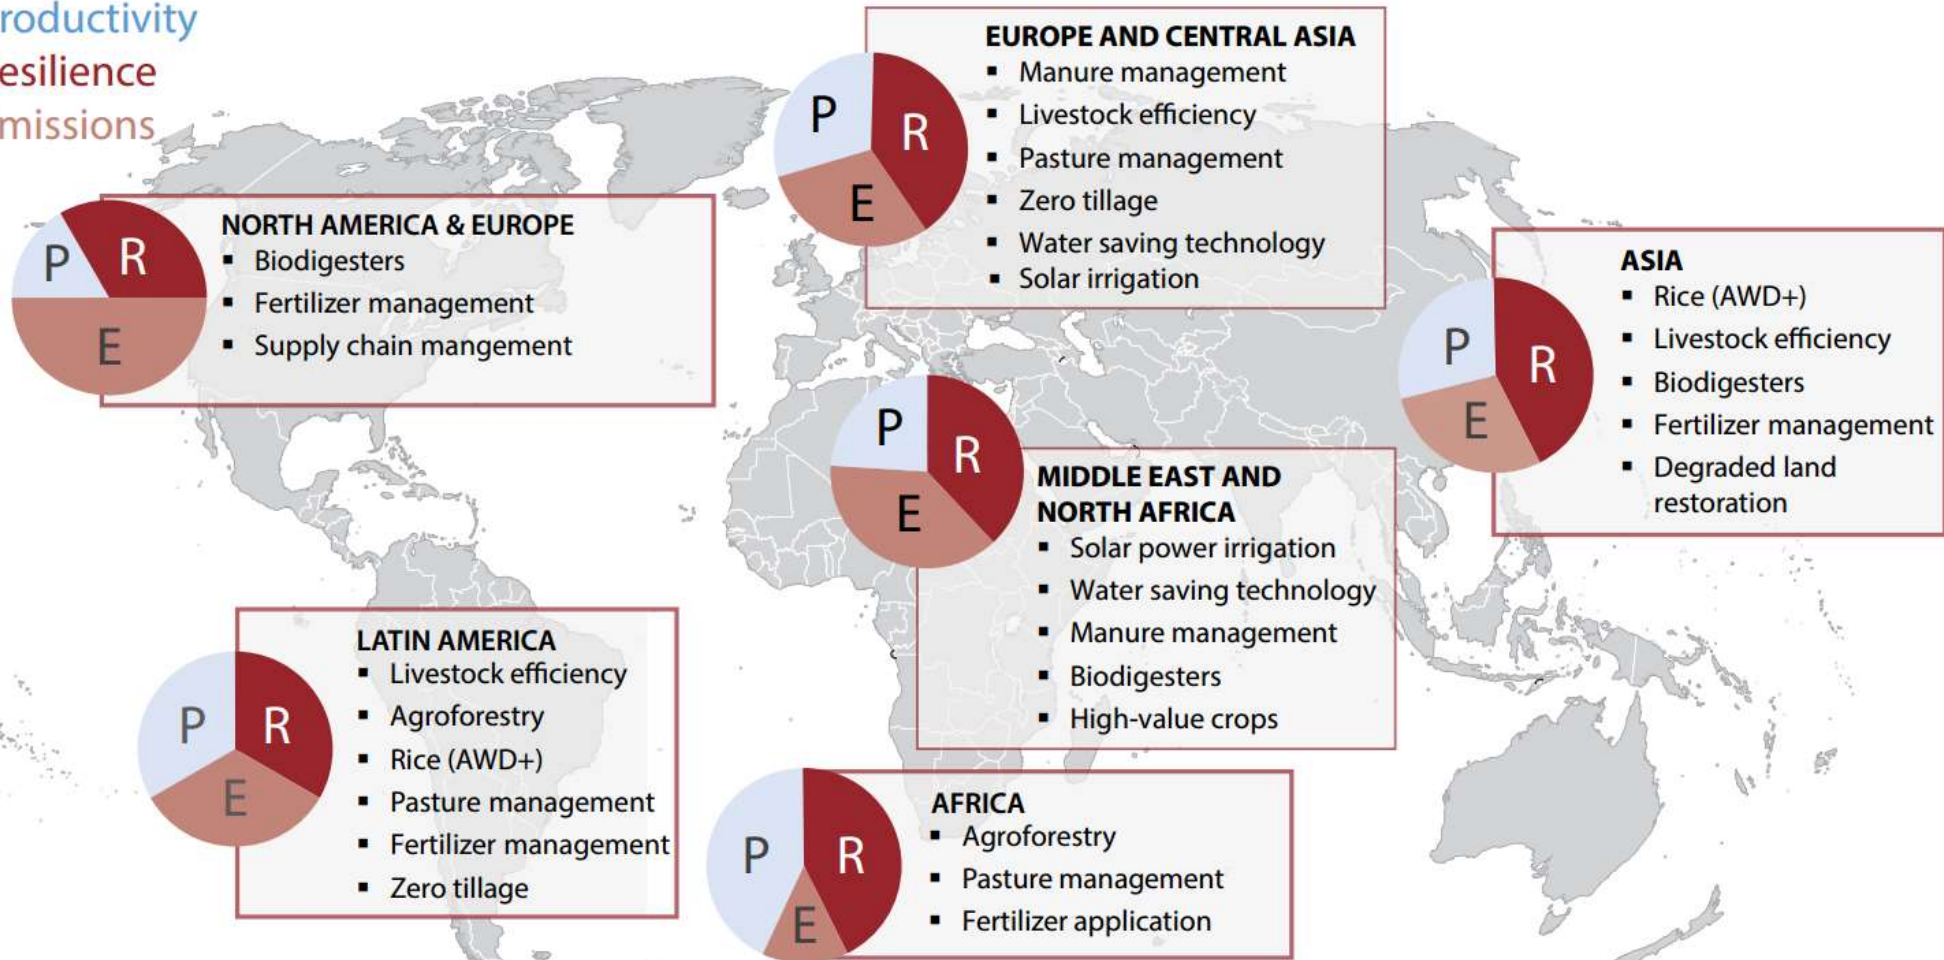 roductivity
esilience
missions
EUROPE AND CENTRAL ASIA
▪ Manure management
▪ Livestock efficiency
▪ Pasture management
▪ Zero tillage
▪ Water saving technology
▪ Solar irrigation
P
R
E
NORTH AMERICA & EUROPE
▪ Biodigesters
▪ Fertilizer management
▪ Supply chain mangement
P
R
E
ASIA
▪ Rice (AWD+)
▪ Livestock efficiency
▪ Biodigesters
▪ Fertilizer management
▪ Degraded land
restoration
P
R
E
MIDDLE EAST AND
NORTH AFRICA
▪ Solar power irrigation
▪ Water saving technology
▪ Manure management
▪ Biodigesters
▪ High-value crops
P
R
E
LATIN AMERICA
▪ Livestock efficiency
▪ Agroforestry
▪ Rice (AWD+)
▪ Pasture management
▪ Fertilizer management
▪ Zero tillage
P
R
E
AFRICA
▪ Agroforestry
▪ Pasture management
▪ Fertilizer application
P
R
E